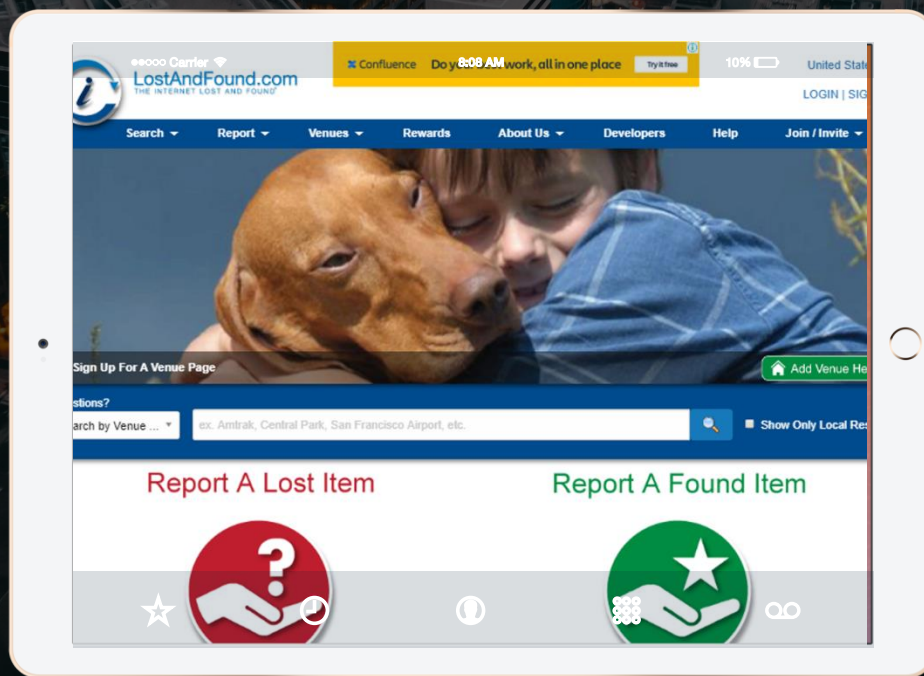 Carrier
8:08 AM
10%
LostAndFound.com
THE INTERNET LOST AND FOUND
Confluence
work, all in one place
Try it free
United State
LOGIN | SIG
Search
Report
Venues
Rewards
About Us
Developers
Help
Join / Invite
Sign Up For A Venue Page
Add Venue He
stions?
arch by Venue ...
ex. Amtrak, Central Park, San Francisco Airport, etc.
Show Only Local Res
Report A Lost Item
Report A Found Item
?